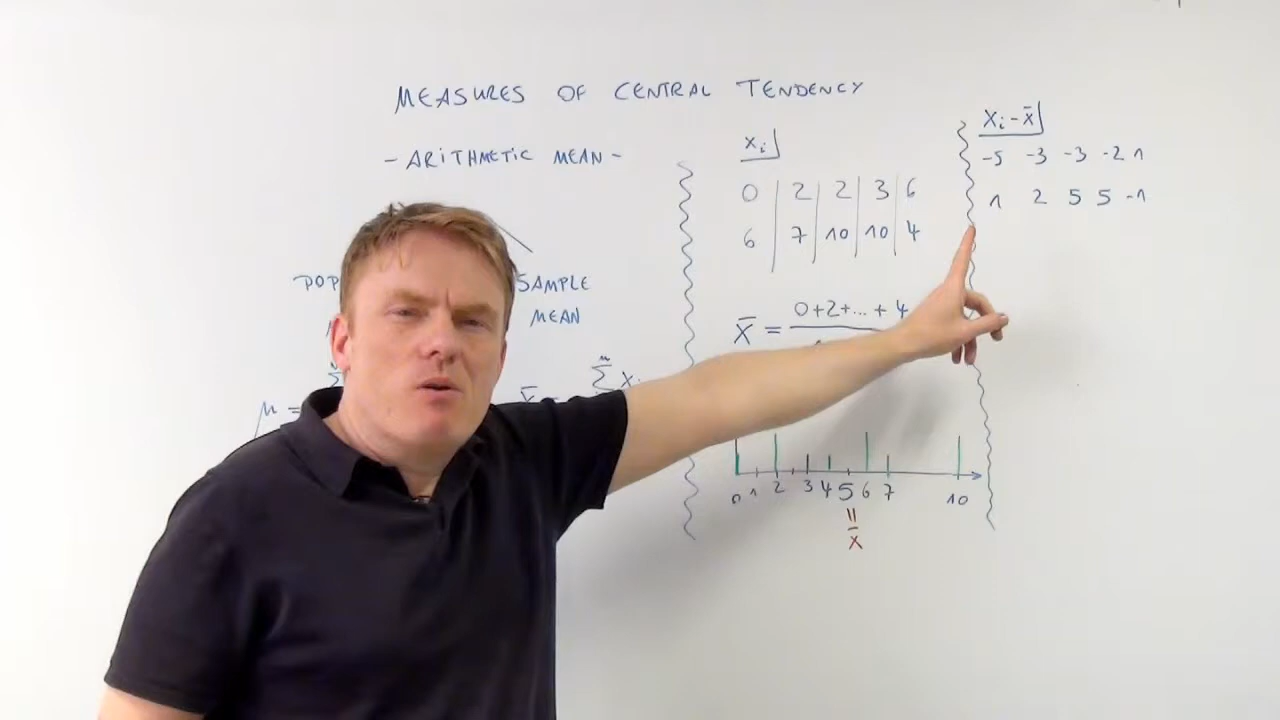 MEASURES OF CENTRAL TENDENCY
- ARITHMETIC MEAN -
POP
SAMPLE
MEAN
μ =
x̄ = Σ xi
n
xi
0 | 2 | 2 | 3 | 6
6 | 7 | 10 | 10 | 4
x̄ = 0+2+...+4
0 1 2 3 4 5 6 7 10
=
x̄
xi - x̄
-5 -3 -3 -2 1
1 2 5 5 -1